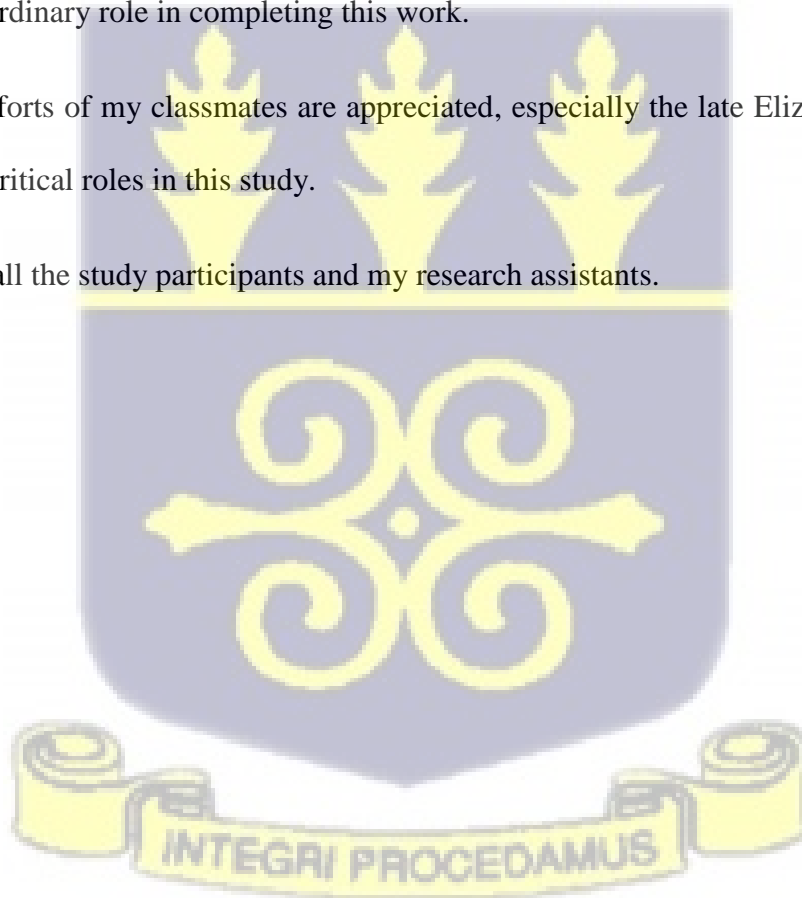 rdinary role in completing this work.
forts of my classmates are appreciated, especially the late Eliz
ritical roles in this study.
all the study participants and my research assistants.
INTEGRI PROCEDAMUS